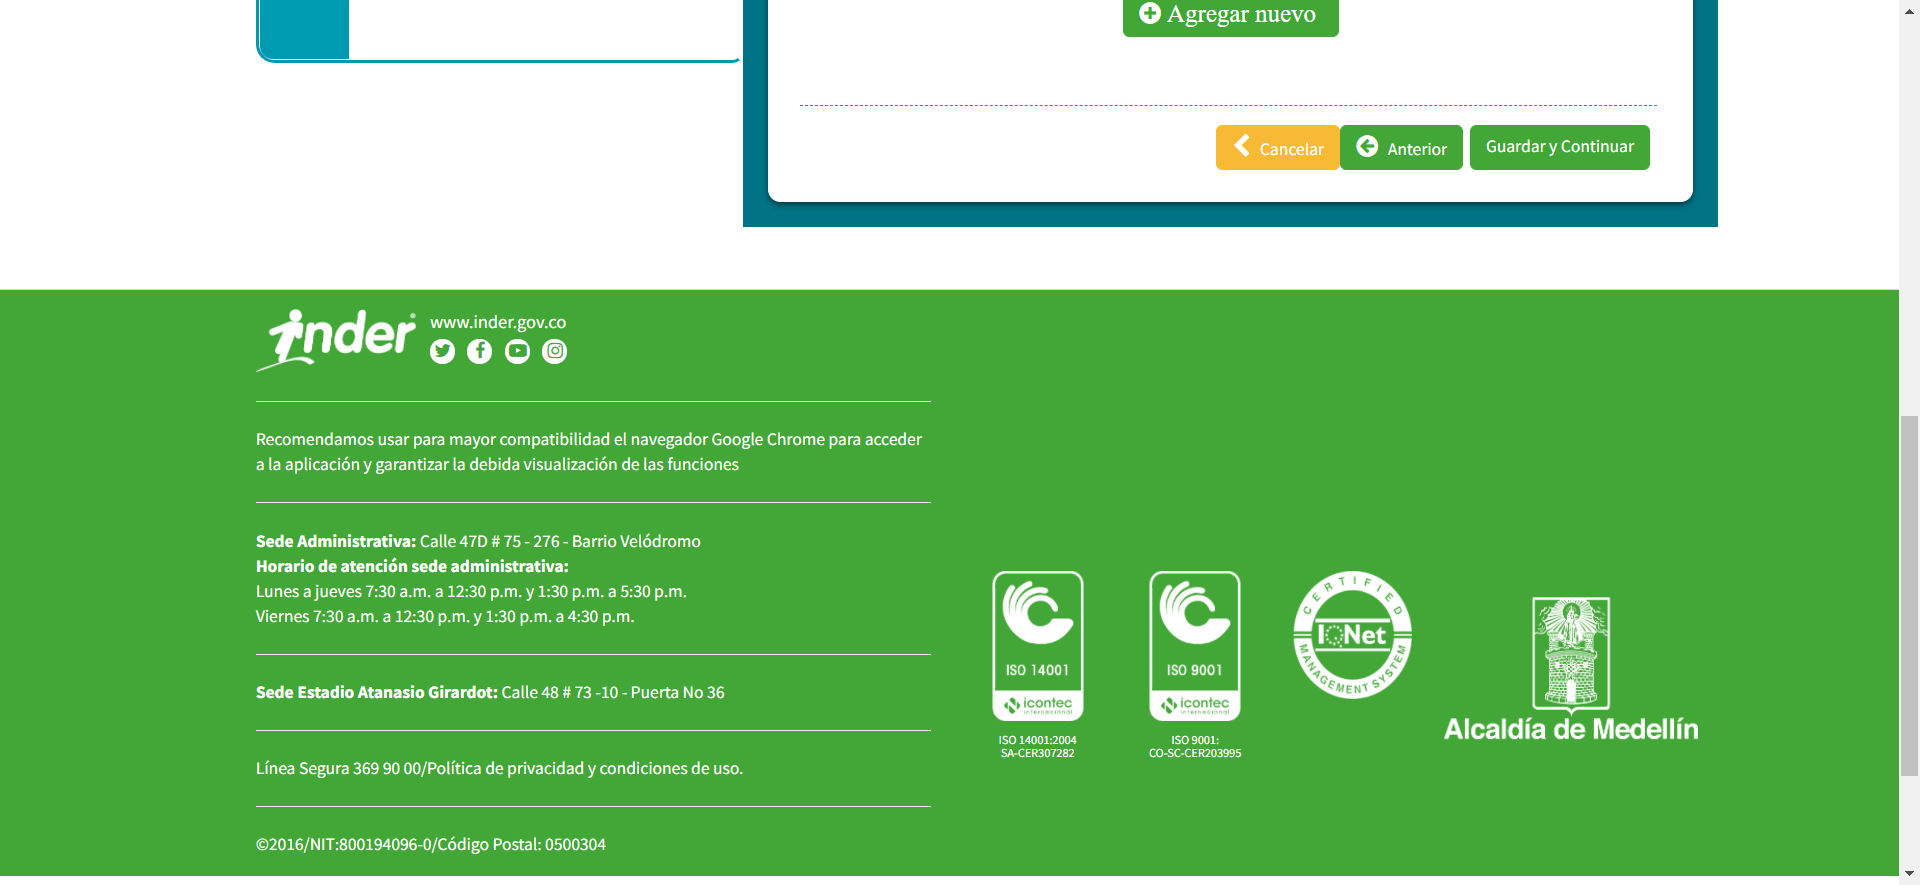 Agregar nuevo
Cancelar
Anterior
Guardar y Continuar
inder
www.inder.gov.co
Recomendamos usar para mayor compatibilidad el navegador Google Chrome para acceder
a la aplicación y garantizar la debida visualización de las funciones
Sede Administrativa: Calle 47D # 75 - 276 - Barrio Velódromo
Horario de atención sede administrativa:
Lunes a jueves 7:30 a.m. a 12:30 p.m. y 1:30 p.m. a 5:30 p.m.
Viernes 7:30 a.m. a 12:30 p.m. y 1:30 p.m. a 4:30 p.m.
Sede Estadio Atanasio Girardot: Calle 48 # 73 -10 - Puerta No 36
Línea Segura 369 90 00/Política de privacidad y condiciones de uso.
©2016/NIT:800194096-0/Código Postal: 0500304
ISO 14001
icontec
internacional
ISO 14001:2004
SA-CER307282
ISO 9001
icontec
internacional
ISO 9001:
CO-SC-CER203995
CERTIFIED
IQNet
MANAGEMENT SYSTEM
Alcaldía de Medellín